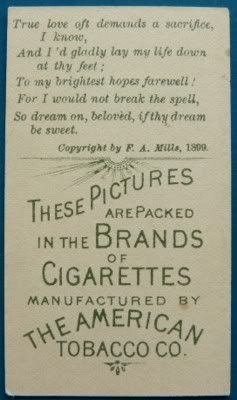 True love oft demands a sacrifice,
I know,
And I'd gladly lay my life down
at thy feet;
To my brightest hopes farewell!
For I would not break the spell,
So dream on, belovèd, if thy dream
be sweet.
Copyright by F. A. Mills, 1899.
THESE PICTURES
ARE PACKED
IN THE BRANDS
OF
CIGARETTES
MANUFACTURED BY
THE AMERICAN
TOBACCO CO.